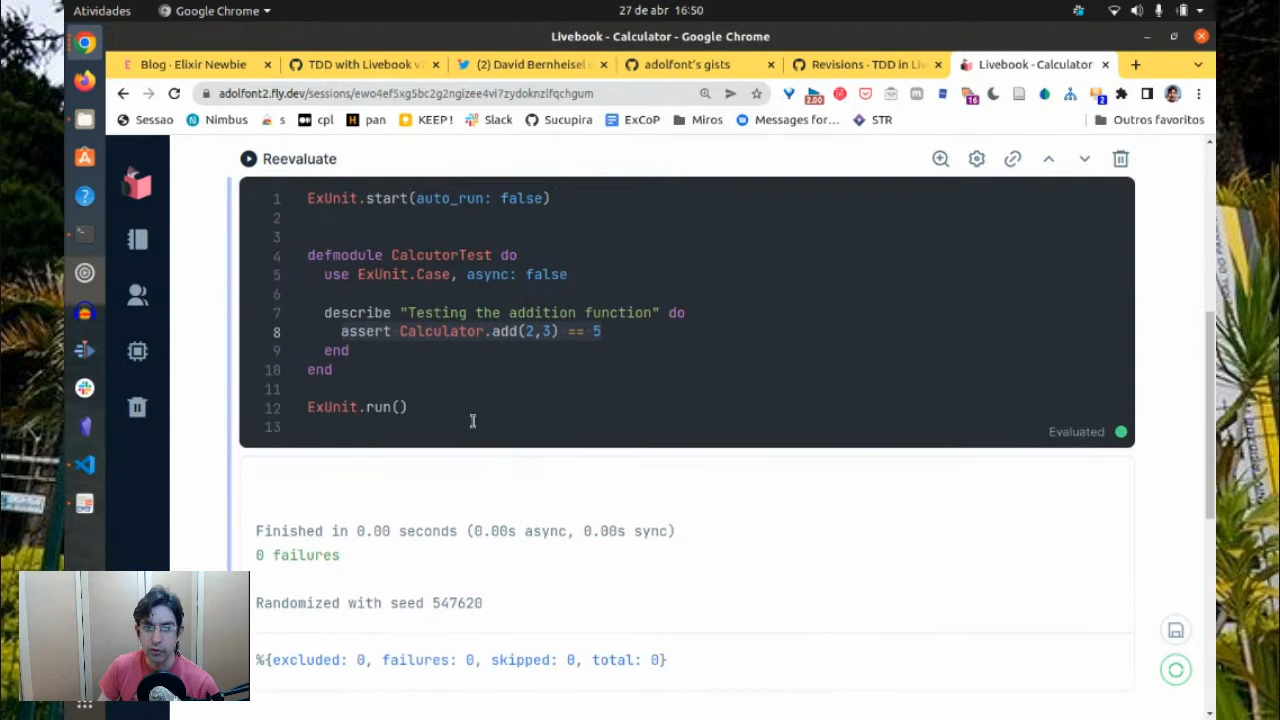 Atividades
Google Chrome
27 de abr 16:50
Livebook - Calculator - Google Chrome
Blog · Elixir Newbie
TDD with Livebook v
(2) David Bernheisel
adolfont's gists
Revisions · TDD in Liv
Livebook - Calculator
adolfont2.fly.dev/sessions/ewo4ef5xg5bc2g2ngizee4vi7zydoknzlfqchgum
2.00
16
2
Sessao
Nimbus
s
cpl
pan
KEEP!
Slack
Sucupira
ExCoP
Miros
Messages for...
STR
Outros favoritos
Reevaluate
1 ExUnit.start(auto_run: false)
2
3
4 defmodule CalcutorTest do
5 use ExUnit.Case, async: false
6
7 describe "Testing the addition function" do
8 assert Calculator.add(2,3) == 5
9 end
10 end
11
12 ExUnit.run()
13
Evaluated
Finished in 0.00 seconds (0.00s async, 0.00s sync)
0 failures
Randomized with seed 547620
%{excluded: 0, failures: 0, skipped: 0, total: 0}